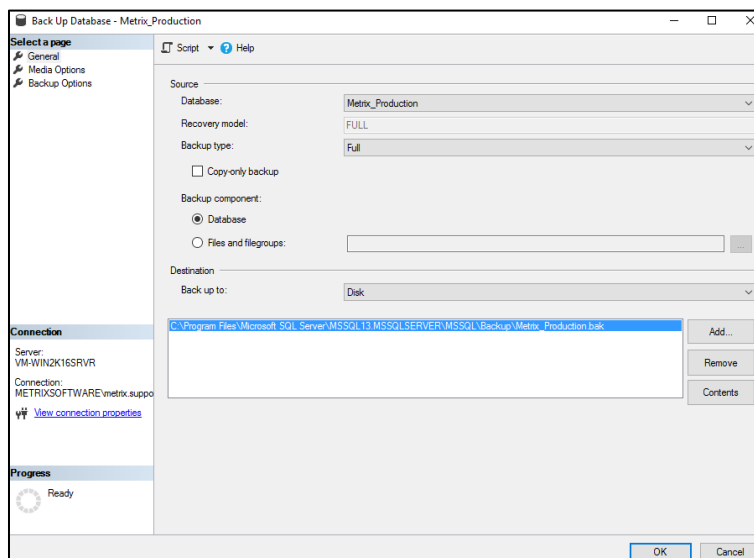 Back Up Database - Metrix_Production
Select a page
General
Media Options
Backup Options
Script
Help
Source
Database:
Metrix_Production
Recovery model:
FULL
Backup type:
Full
Copy-only backup
Backup component:
Database
Files and filegroups:
...
Destination
Back up to:
Disk
C:\Program Files\Microsoft SQL Server\MSSQL13.MSSQLSERVER\MSSQL\Backup\Metrix_Production.bak
Add...
Remove
Contents
Connection
Server:
VM-WIN2K16SRVR
Connection:
METRIXSOFTWARE\metrix.suppo
View connection properties
Progress
Ready
OK
Cancel